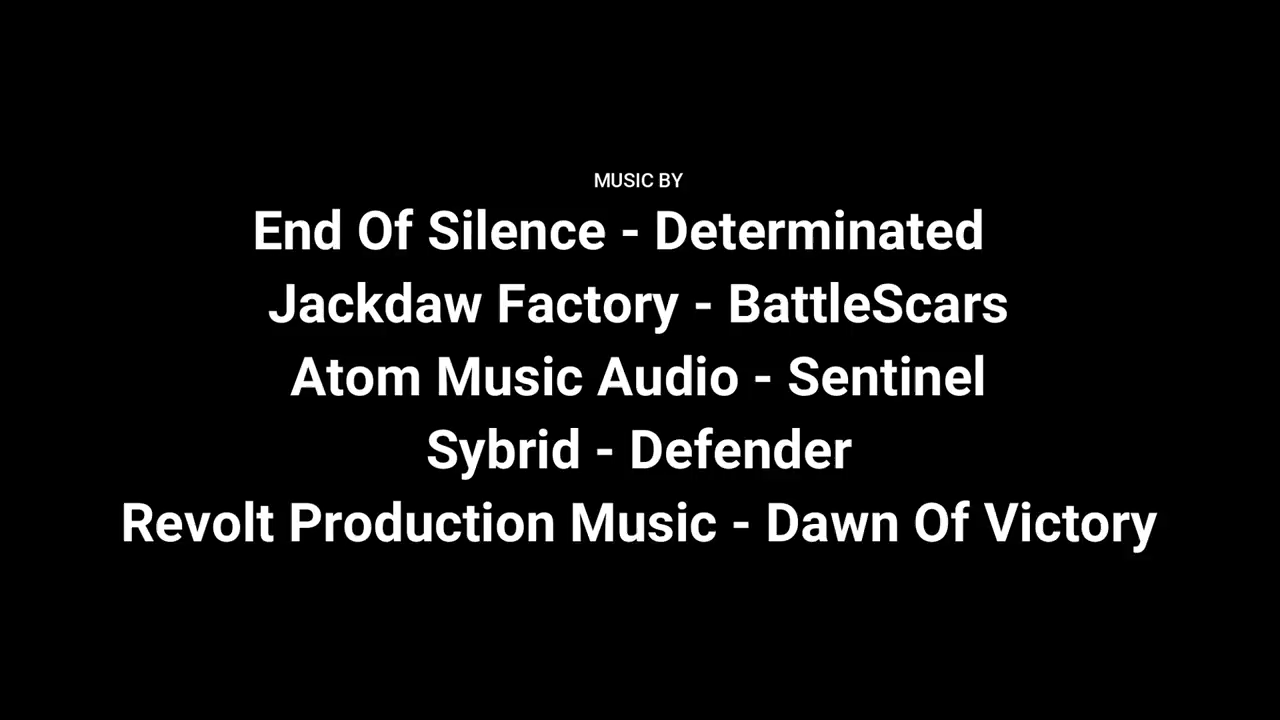 MUSIC BY
End Of Silence - Determinated
Jackdaw Factory - BattleScars
Atom Music Audio - Sentinel
Sybrid - Defender
Revolt Production Music - Dawn Of Victory